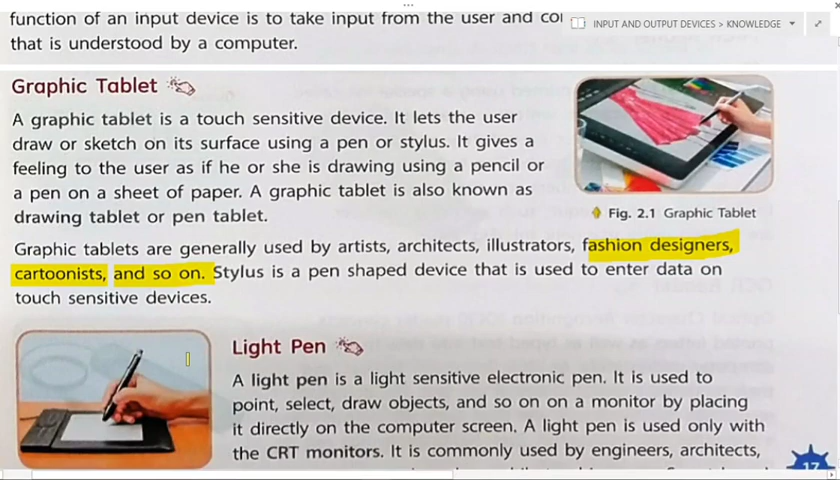 function of an input device is to take input from the user and
INPUT AND OUTPUT DEVICES > KNOWLEDGE
that is understood by a computer.
Graphic Tablet
A graphic tablet is a touch sensitive device. It lets the user
draw or sketch on its surface using a pen or stylus. It gives a
feeling to the user as if he or she is drawing using a pencil or
a pen on a sheet of paper. A graphic tablet is also known as
drawing tablet or pen tablet.
Fig. 2.1 Graphic Tablet
Graphic tablets are generally used by artists, architects, illustrators, fashion designers,
cartoonists, and so on. Stylus is a pen shaped device that is used to enter data on
touch sensitive devices.
Light Pen
A light pen is a light sensitive electronic pen. It is used to
point, select, draw objects, and so on on a monitor by placing
it directly on the computer screen. A light pen is used only with
the CRT monitors. It is commonly used by engineers, architects,
17